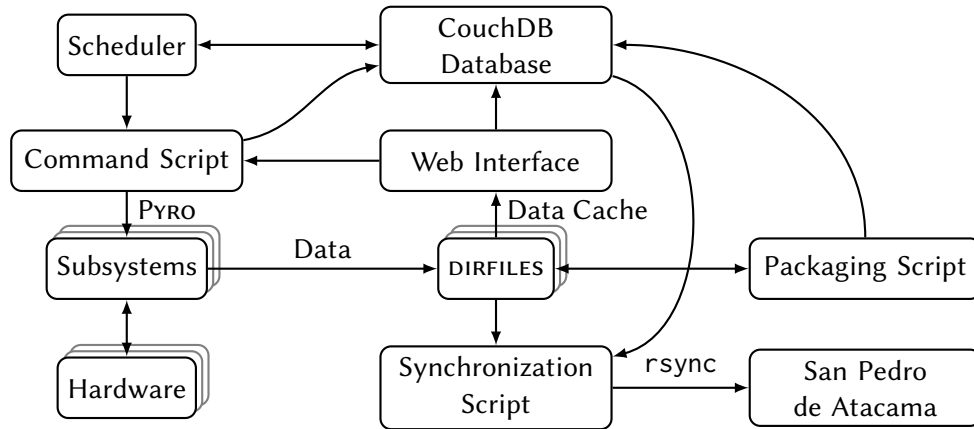 Scheduler
CouchDB
Database
Command Script
Web Interface
Pyro
Data Cache
Subsystems
Data
DIRFILES
Packaging Script
Hardware
Synchronization
Script
rsync
San Pedro
de Atacama